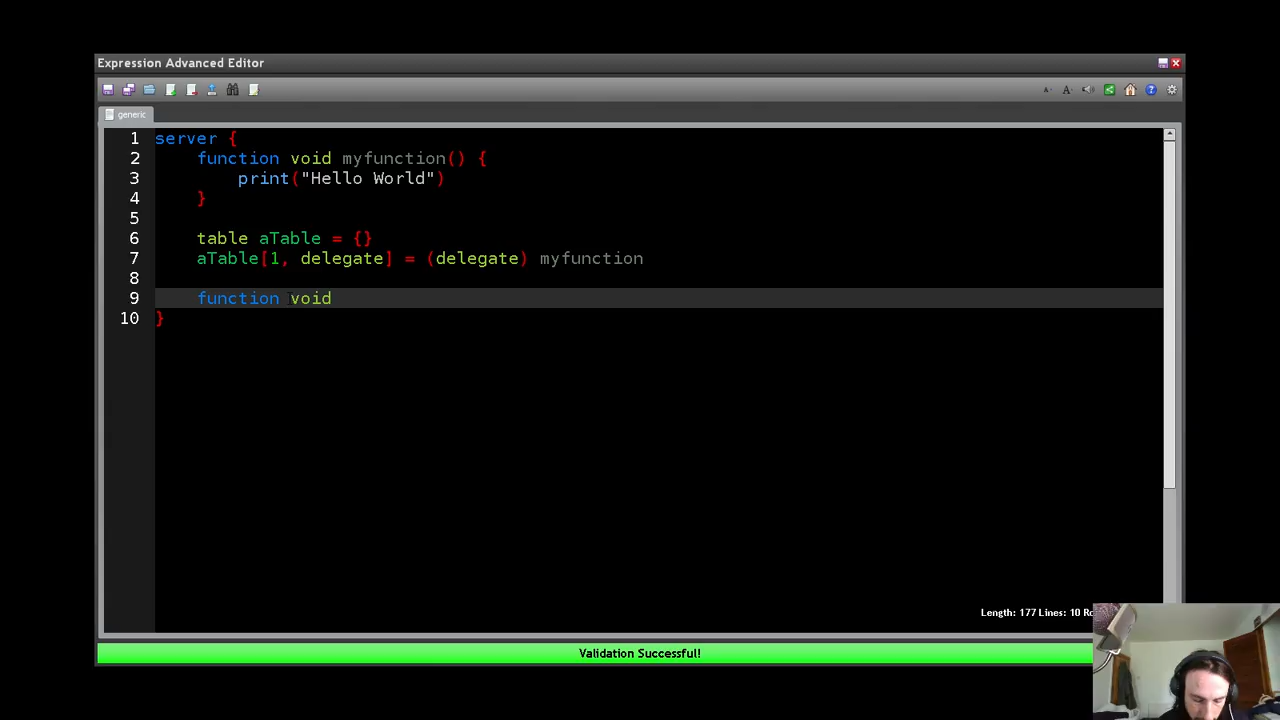 Expression Advanced Editor
generic
1 server {
2     function void myfunction() {
3         print("Hello World")
4     }
5
6     table aTable = {}
7     aTable[1, delegate] = (delegate) myfunction
8
9     function void
10 }
Length: 177 Lines: 10
Validation Successful!